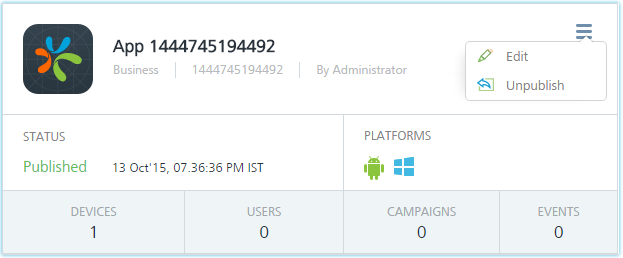 App 1444745194492
Business 1444745194492 By Administrator
Edit
Unpublish
STATUS
Published 13 Oct'15, 07.36:36 PM IST
PLATFORMS
DEVICES USERS CAMPAIGNS EVENTS
1 0 0 0